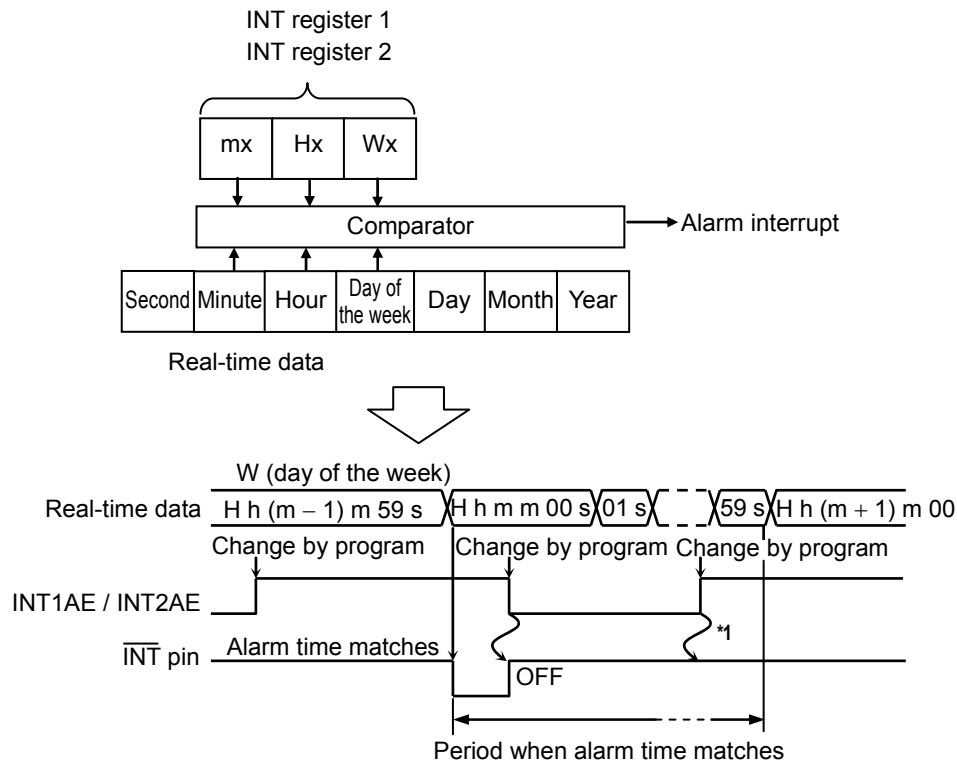 INT register 1
INT register 2
mx Hx Wx
Comparator
Alarm interrupt
Second Minute Hour Day of the week Day Month Year
Real-time data
W (day of the week)
Real-time data H h (m − 1) m 59 s H h m m 00 s 01 s 59 s H h (m + 1) m 00
Change by program Change by program Change by program
INT1AE / INT2AE
*1
INT pin Alarm time matches
OFF
Period when alarm time matches